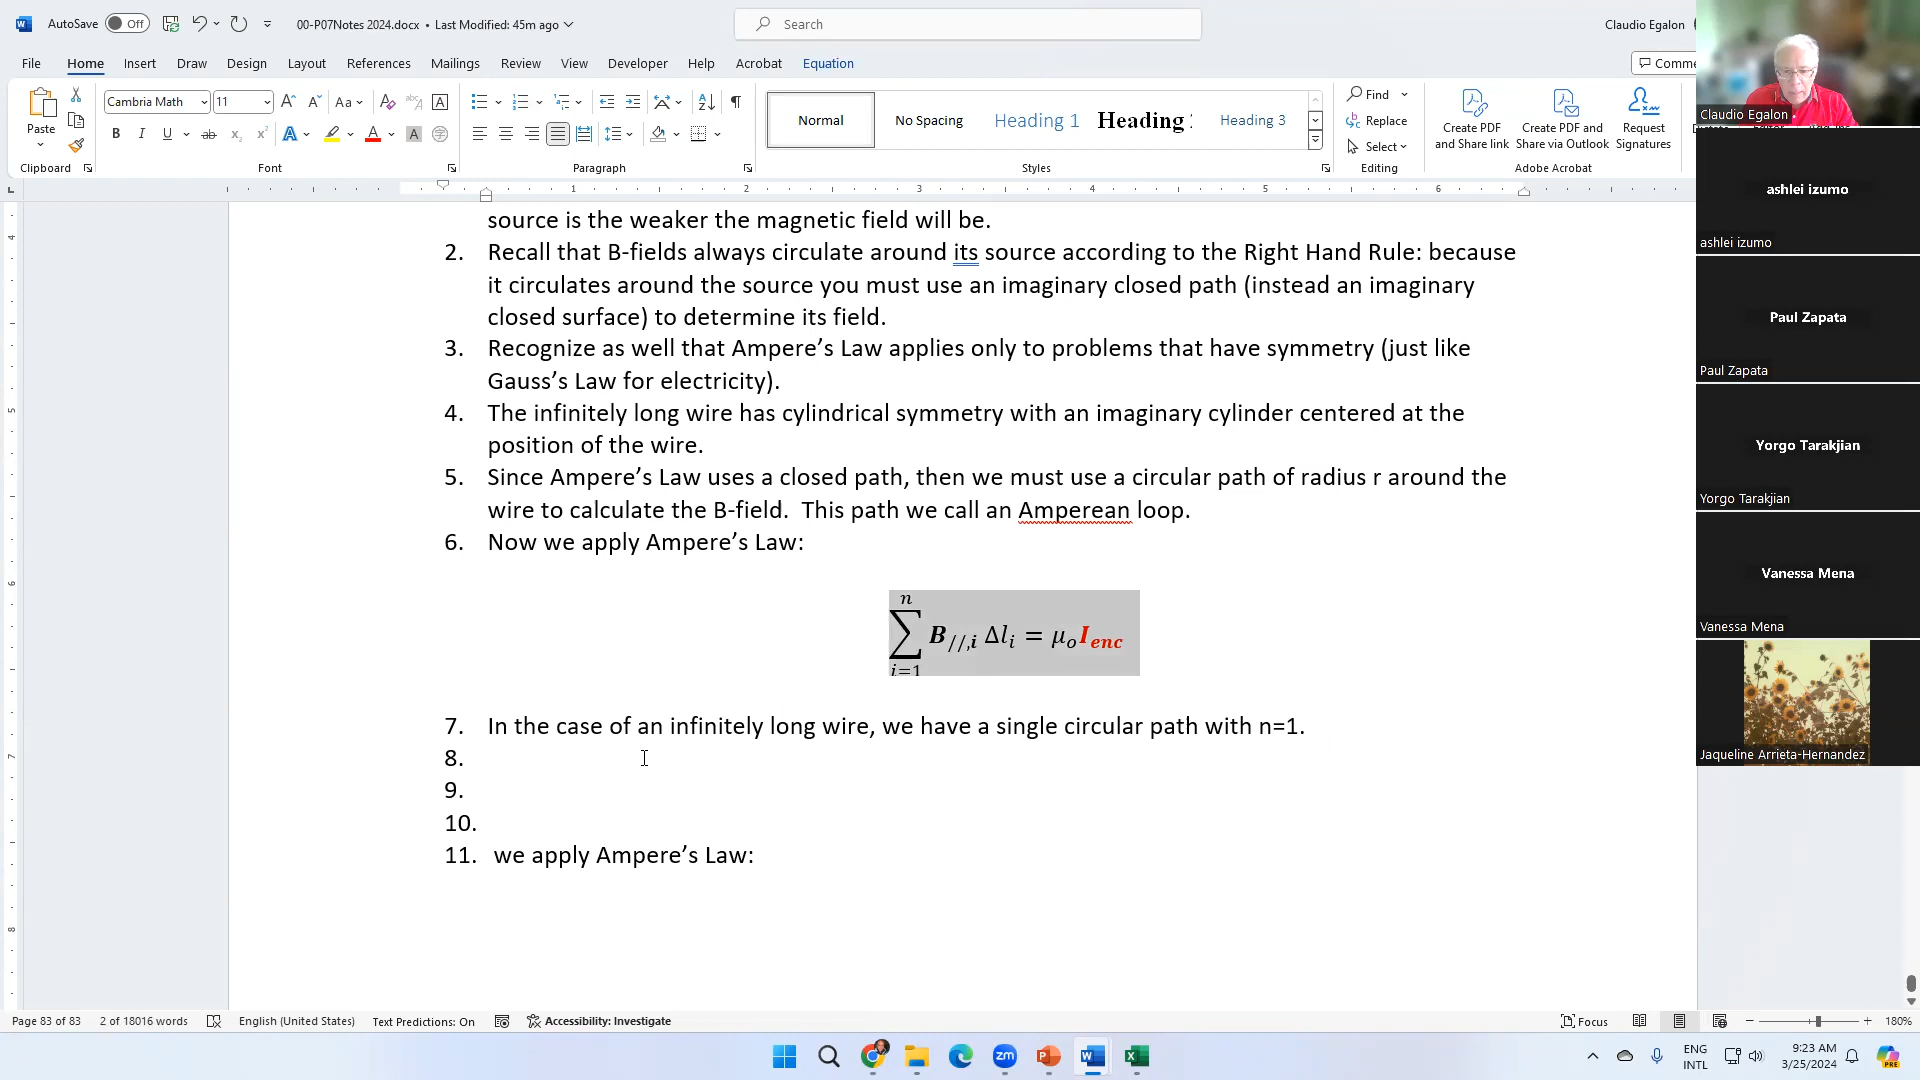 AutoSave Off 00-P07Notes 2024.docx • Last Modified: 45m ago Search Claudio Egalon
File Home Insert Draw Design Layout References Mailings Review View Developer Help Acrobat Equation
Paste Cambria Math 11 Aa
Normal No Spacing Heading 1 Heading Heading 3
Find
Replace
Select
Create PDF and Share link
Create PDF and Share via Outlook
Request Signatures
Clipboard Font Paragraph Styles Editing Adobe Acrobat
1 2 3 4 5 6
source is the weaker the magnetic field will be.
2. Recall that B-fields always circulate around its source according to the Right Hand Rule: because
it circulates around the source you must use an imaginary closed path (instead an imaginary
closed surface) to determine its field.
3. Recognize as well that Ampere’s Law applies only to problems that have symmetry (just like
Gauss’s Law for electricity).
4. The infinitely long wire has cylindrical symmetry with an imaginary cylinder centered at the
position of the wire.
5. Since Ampere’s Law uses a closed path, then we must use a circular path of radius r around the
wire to calculate the B-field.  This path we call an Amperean loop.
6. Now we apply Ampere’s Law:
n
∑ B//,i Δli = μoIenc
i=1
7. In the case of an infinitely long wire, we have a single circular path with n=1.
8.
9.
10.
11. we apply Ampere’s Law:
Claudio Egalon
ashlei izumo
ashlei izumo
Paul Zapata
Paul Zapata
Yorgo Tarakjian
Yorgo Tarakjian
Vanessa Mena
Vanessa Mena
Jaqueline Arrieta-Hernandez
Page 83 of 83 2 of 18016 words English (United States) Text Predictions: On Accessibility: Investigate Focus 180%
ENG
INTL
9:23 AM
3/25/2024